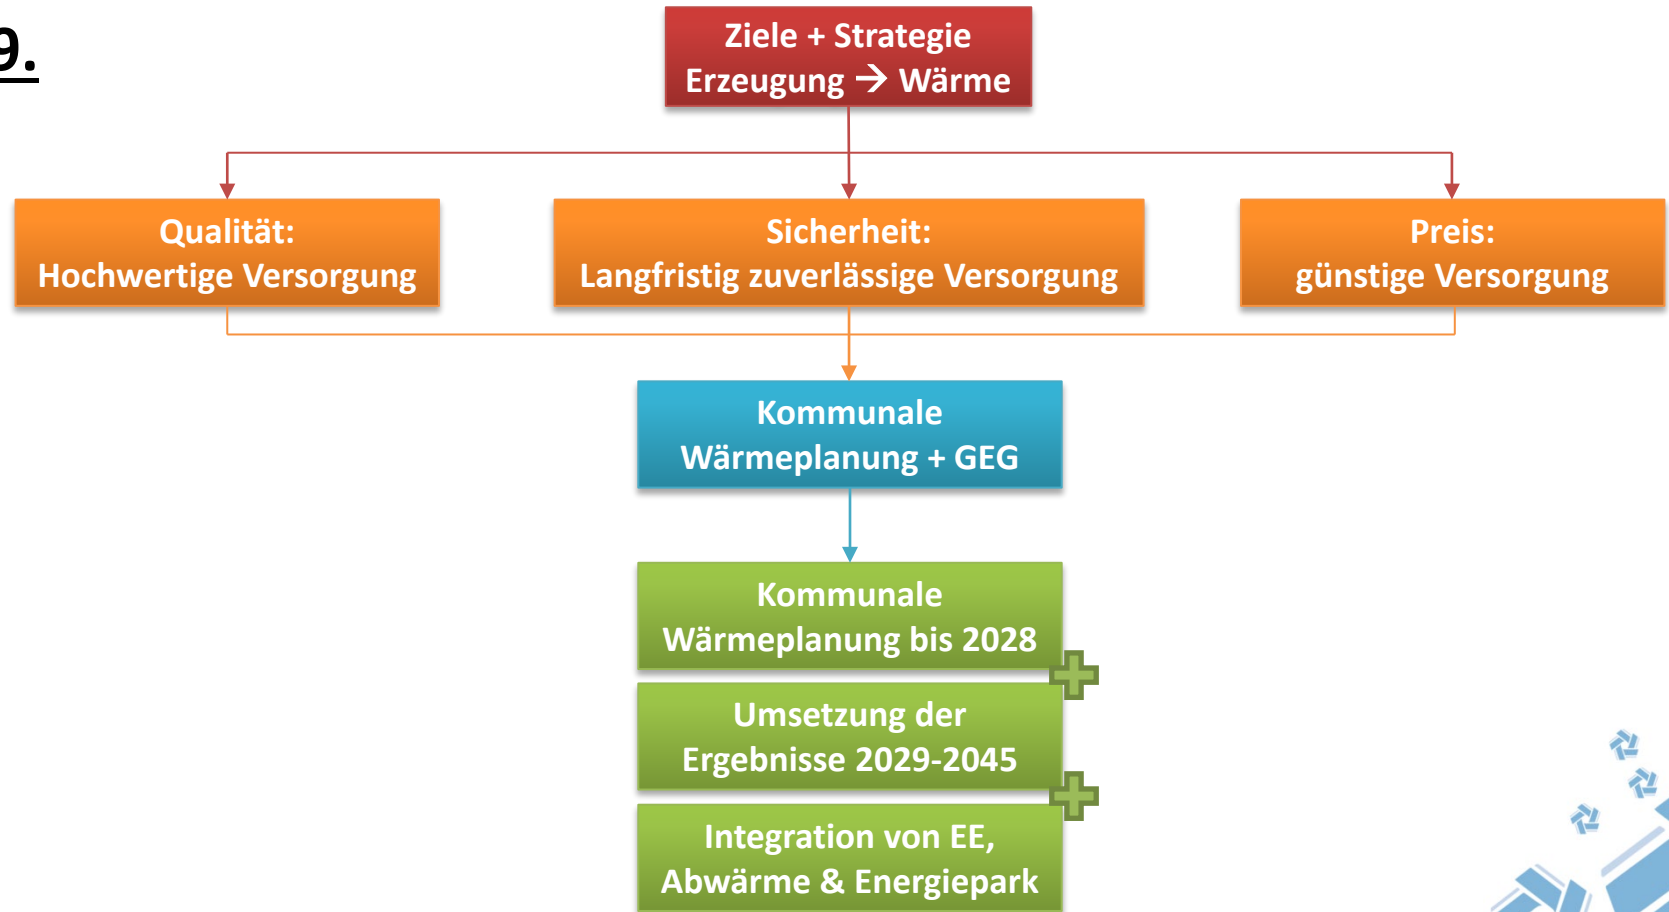 9.
Ziele + Strategie
Erzeugung → Wärme
Qualität:
Hochwertige Versorgung
Sicherheit:
Langfristig zuverlässige Versorgung
Preis:
günstige Versorgung
Kommunale
Wärmeplanung + GEG
Kommunale
Wärmeplanung bis 2028
Umsetzung der
Ergebnisse 2029-2045
Integration von EE,
Abwärme & Energiepark